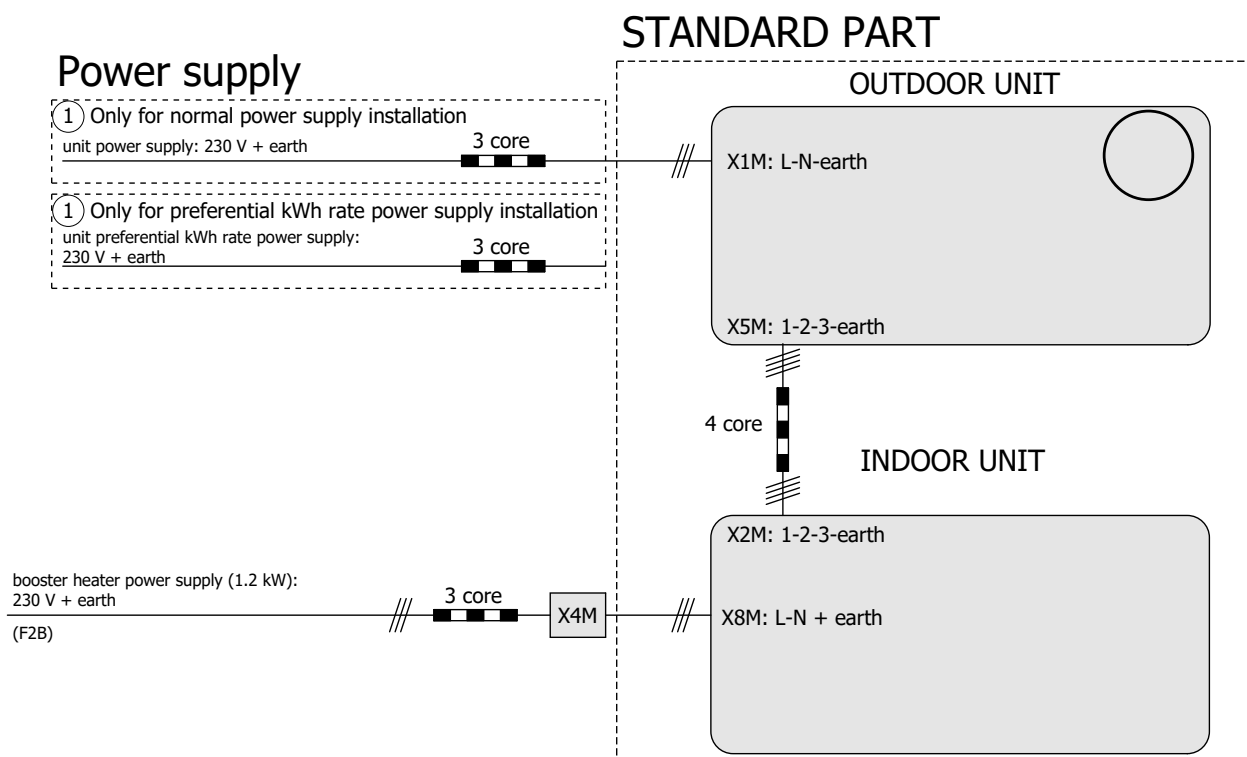 STANDARD PART
Power supply
OUTDOOR UNIT
1 Only for normal power supply installation
unit power supply: 230 V + earth
3 core
X1M: L-N-earth
1 Only for preferential kWh rate power supply installation
unit preferential kWh rate power supply:
230 V + earth
3 core
X5M: 1-2-3-earth
4 core
INDOOR UNIT
X2M: 1-2-3-earth
booster heater power supply (1.2 kW):
230 V + earth
(F2B)
3 core
X4M
X8M: L-N + earth